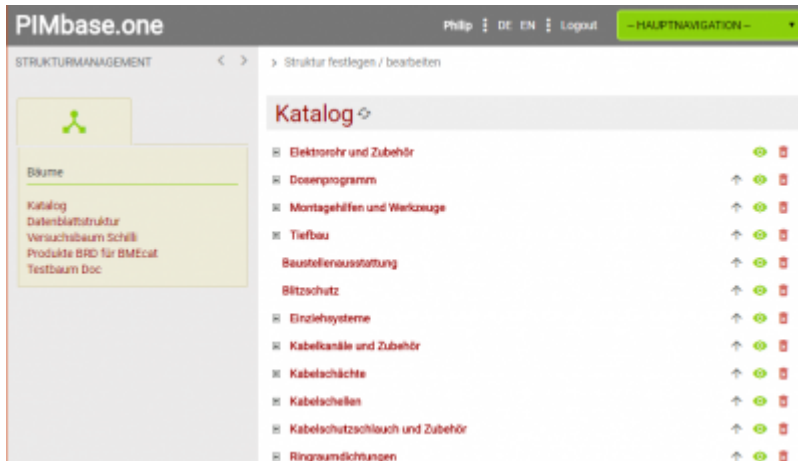 PIMbase.one
Philip DE EN Logout
-- HAUPTNAVIGATION --
STRUKTURMANAGEMENT < >
> Struktur festlegen / bearbeiten
Bäume
Katalog
Datenblattstruktur
Versuchsbaum Schilli
Produkte BRD für BMEcat
Testbaum Doc
Katalog
Elektrorohr und Zubehör
Dosenprogramm
Montagehilfen und Werkzeuge
Tiefbau
Baustellenausstattung
Blitzschutz
Einziehsysteme
Kabelkanäle und Zubehör
Kabelschächte
Kabelschellen
Kabelschutzschlauch und Zubehör
Ringraumdichtungen